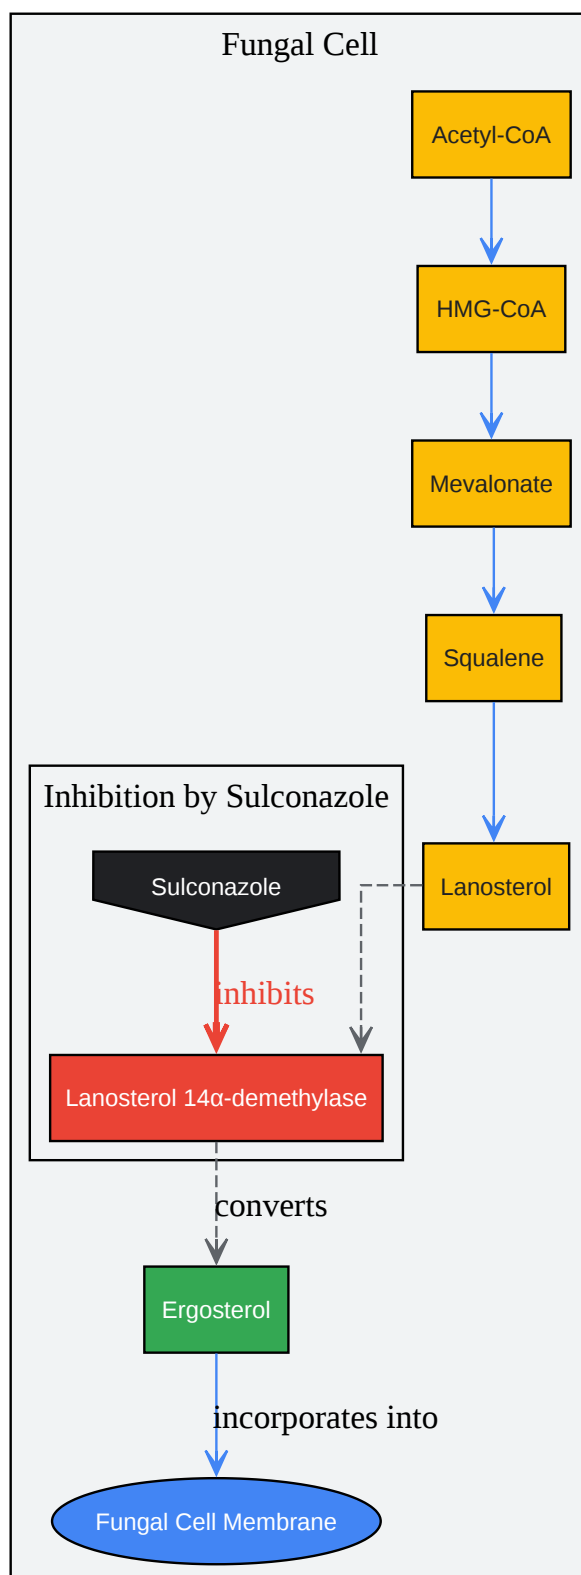 Fungal Cell
Acetyl-CoA
HMG-CoA
Mevalonate
Squalene
Inhibition by Sulconazole
Sulconazole
Lanosterol
inhibits
Lanosterol 14α-demethylase
converts
Ergosterol
incorporates into
Fungal Cell Membrane